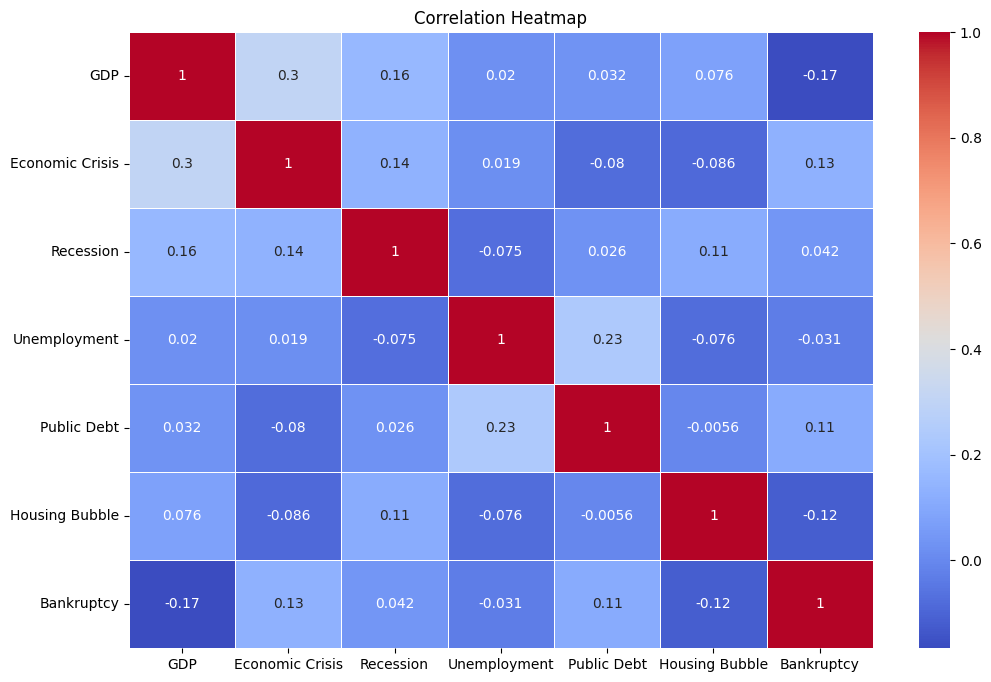 Correlation Heatmap
GDP 1 0.3 0.16 0.02 0.032 0.076 -0.17
Economic Crisis 0.3 1 0.14 0.019 -0.08 -0.086 0.13
Recession 0.16 0.14 1 -0.075 0.026 0.11 0.042
Unemployment 0.02 0.019 -0.075 1 0.23 -0.076 -0.031
Public Debt 0.032 -0.08 0.026 0.23 1 -0.0056 0.11
Housing Bubble 0.076 -0.086 0.11 -0.076 -0.0056 1 -0.12
Bankruptcy -0.17 0.13 0.042 -0.031 0.11 -0.12 1
GDP Economic Crisis Recession Unemployment Public Debt Housing Bubble Bankruptcy
1.0
0.8
0.6
0.4
0.2
0.0